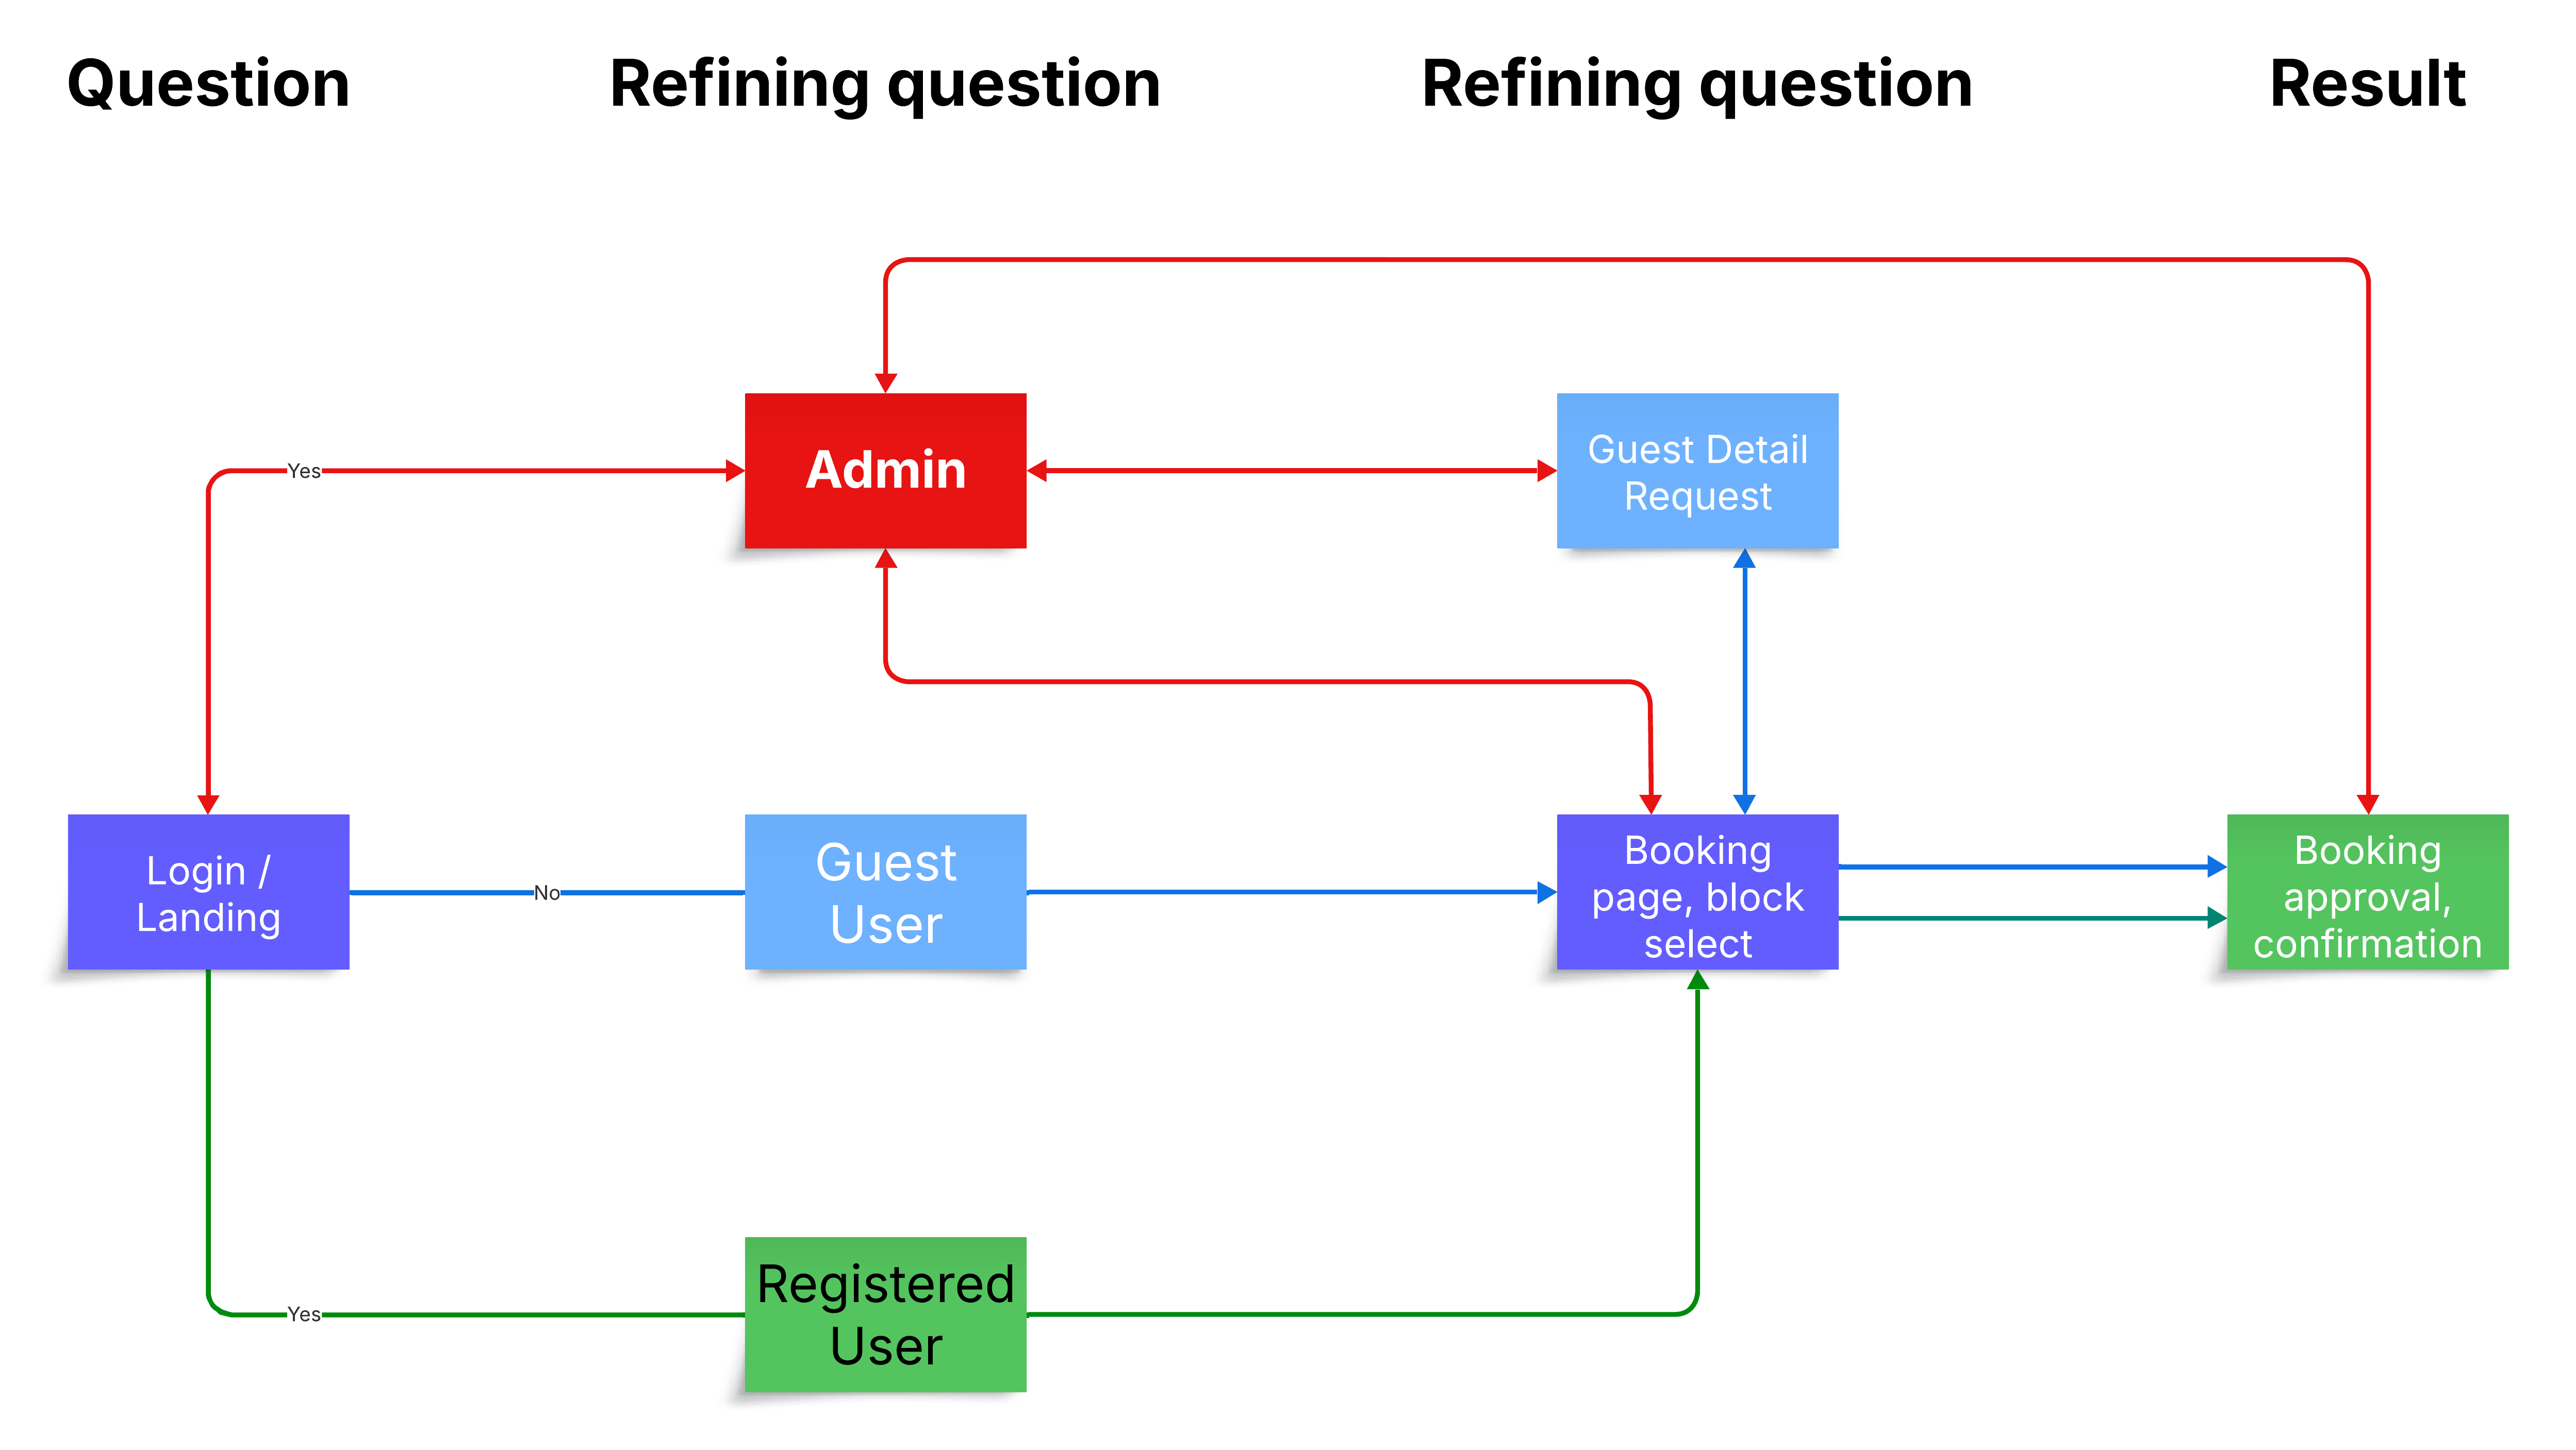 Question
Refining question
Refining question
Result
Yes
Admin
Guest Detail
Request
Login /
Landing
No
Guest
User
Booking
page, block
select
Booking
approval,
confirmation
Yes
Registered
User